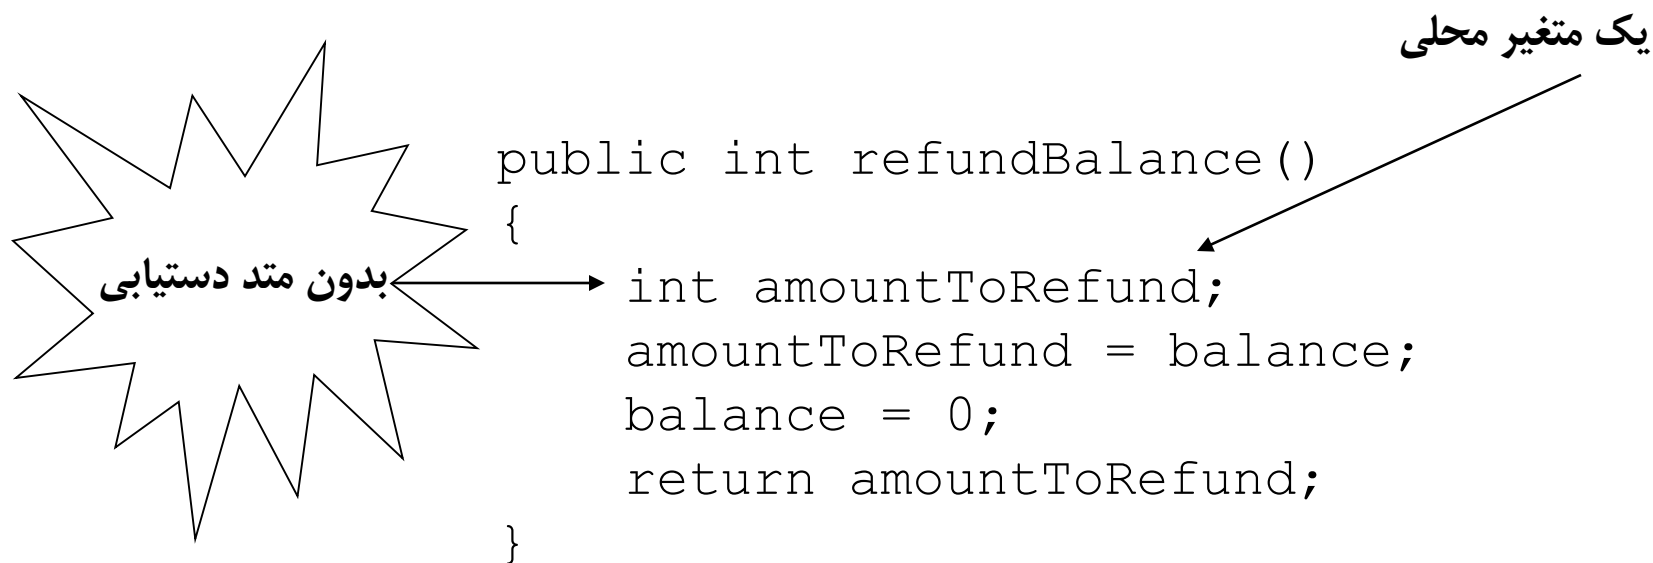 یک متغیر محلی
public int refundBalance()
{
بدون متد دستیابی
int amountToRefund;
amountToRefund = balance;
balance = 0;
return amountToRefund;
}